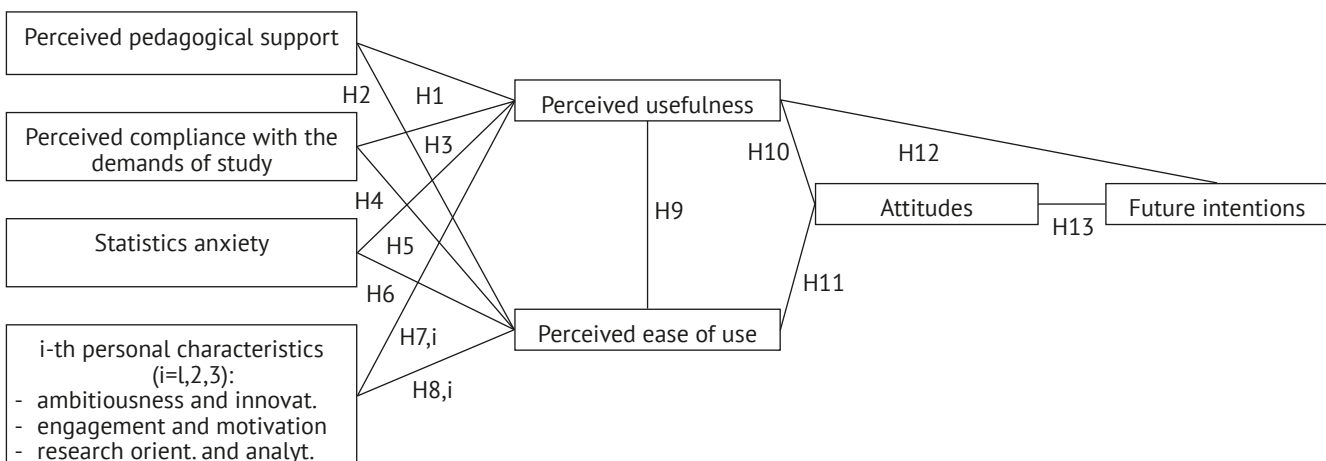 Perceived pedagogical support
H2
H1
Perceived usefulness
Perceived compliance with the
demands of study
H3
H10
H12
H4
H9
Attitudes
Future intentions
H13
Statistics anxiety
H5
H6
H11
i-th personal characteristics
(i=l,2,3):
- ambitiousness and innovat.
- engagement and motivation
- research orient. and analyt.
H7,i
Perceived ease of use
H8,i